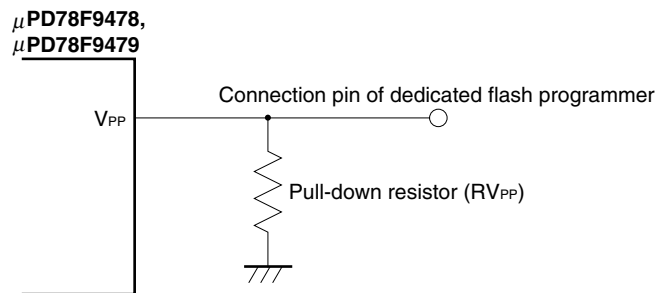 μPD78F9478,
μPD78F9479
Connection pin of dedicated flash programmer
VPP
Pull-down resistor (RVPP)